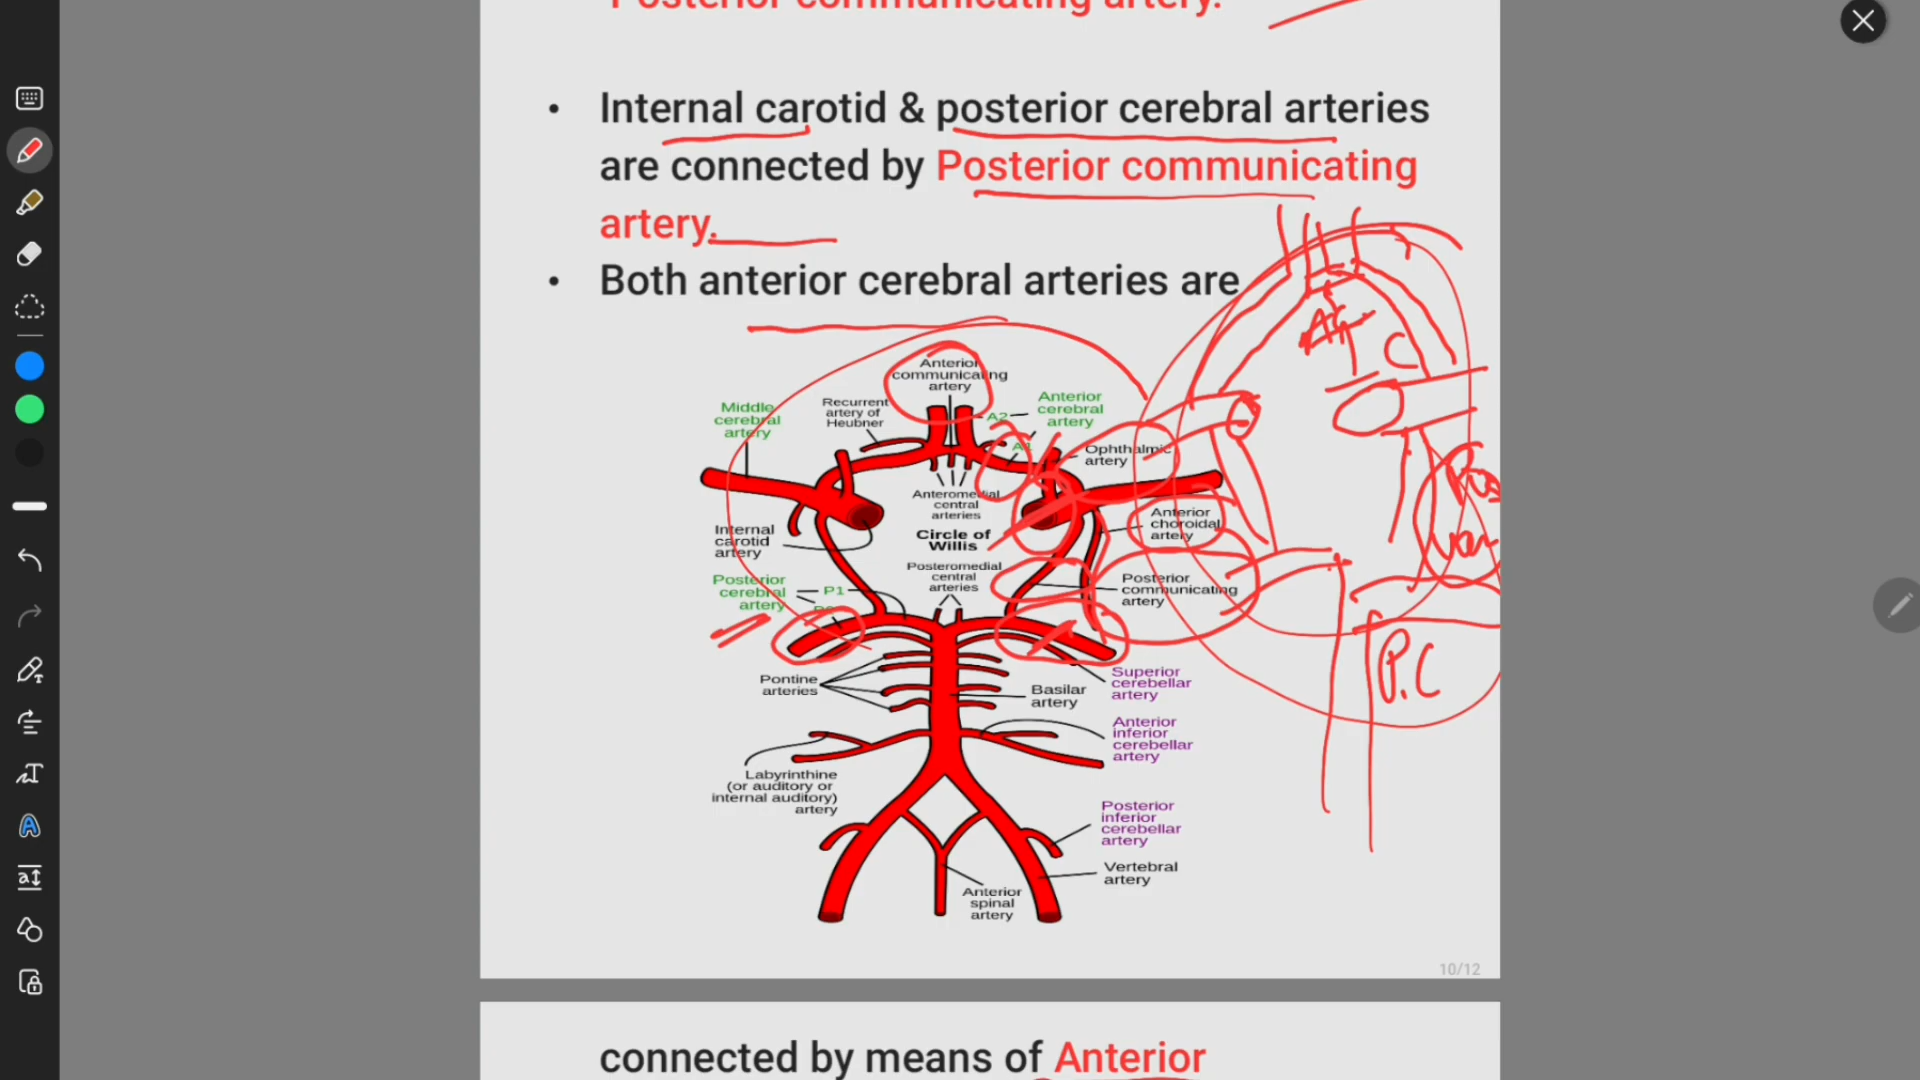 Posterior communicating artery.
• Internal carotid & posterior cerebral arteries
are connected by Posterior communicating
artery.
• Both anterior cerebral arteries are
Anterior
communicating
artery
Middle
cerebral
artery
Recurrent
artery of
Heubner
A2
Anterior
cerebral
artery
A1
Ophthalmic
artery
Anteromedial
central
arteries
Internal
carotid
artery
Circle of
Willis
Anterior
choroidal
artery
Posteromedial
central
arteries
Posterior
cerebral
artery
P1
P2
Posterior
communicating
artery
Pontine
arteries
Basilar
artery
Superior
cerebellar
artery
Anterior
inferior
cerebellar
artery
Labyrinthine
(or auditory or
internal auditory)
artery
Posterior
inferior
cerebellar
artery
Vertebral
artery
Anterior
spinal
artery
P.C
10/12
connected by means of Anterior